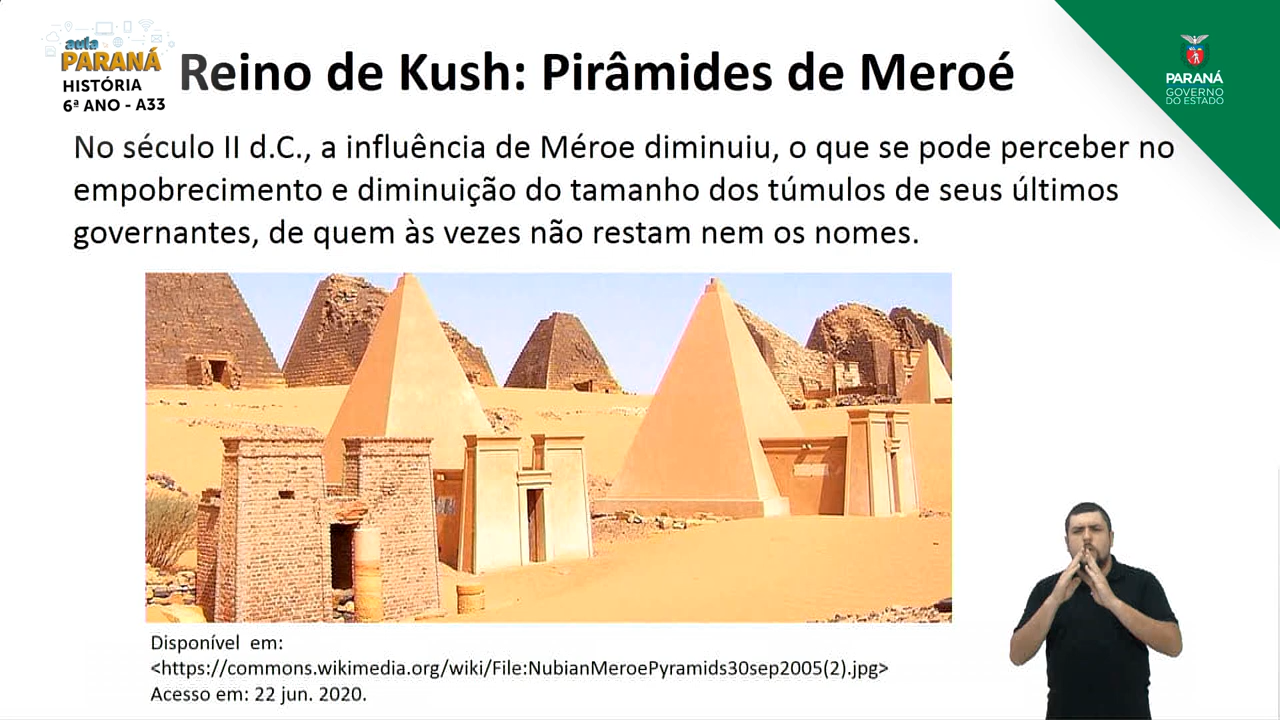 aula
PARANÁ
HISTÓRIA
6ª ANO - A33
Reino de Kush: Pirâmides de Meroé
PARANÁ
GOVERNO
DO ESTADO
No século II d.C., a influência de Méroe diminuiu, o que se pode perceber no
empobrecimento e diminuição do tamanho dos túmulos de seus últimos
governantes, de quem às vezes não restam nem os nomes.
Disponível em:
<https://commons.wikimedia.org/wiki/File:NubianMeroePyramids30sep2005(2).jpg>
Acesso em: 22 jun. 2020.